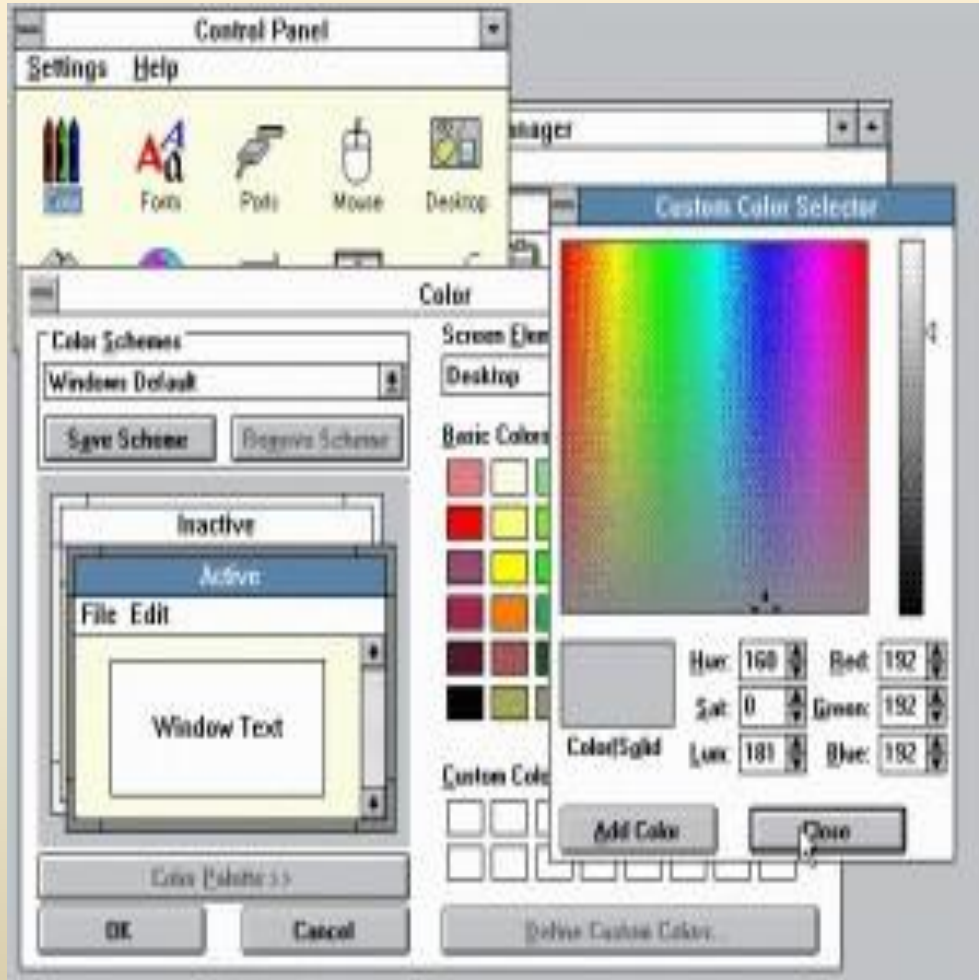 Control Panel
Settings Help
Color Fonts Ports Mouse Desktop
anager
Custom Color Selector
Color
Color Schemes
Windows Default
Save Scheme Remove Scheme
Screen Elem
Desktop
Basic Colors
Inactive
Active
File Edit
Window Text
Custom Colo
Color Palette >>
OK Cancel
Define Custom Colors...
Hue: 160 Red: 192
Sat: 0 Green: 192
Lum: 181 Blue: 192
Color|Solid
Add Color Close